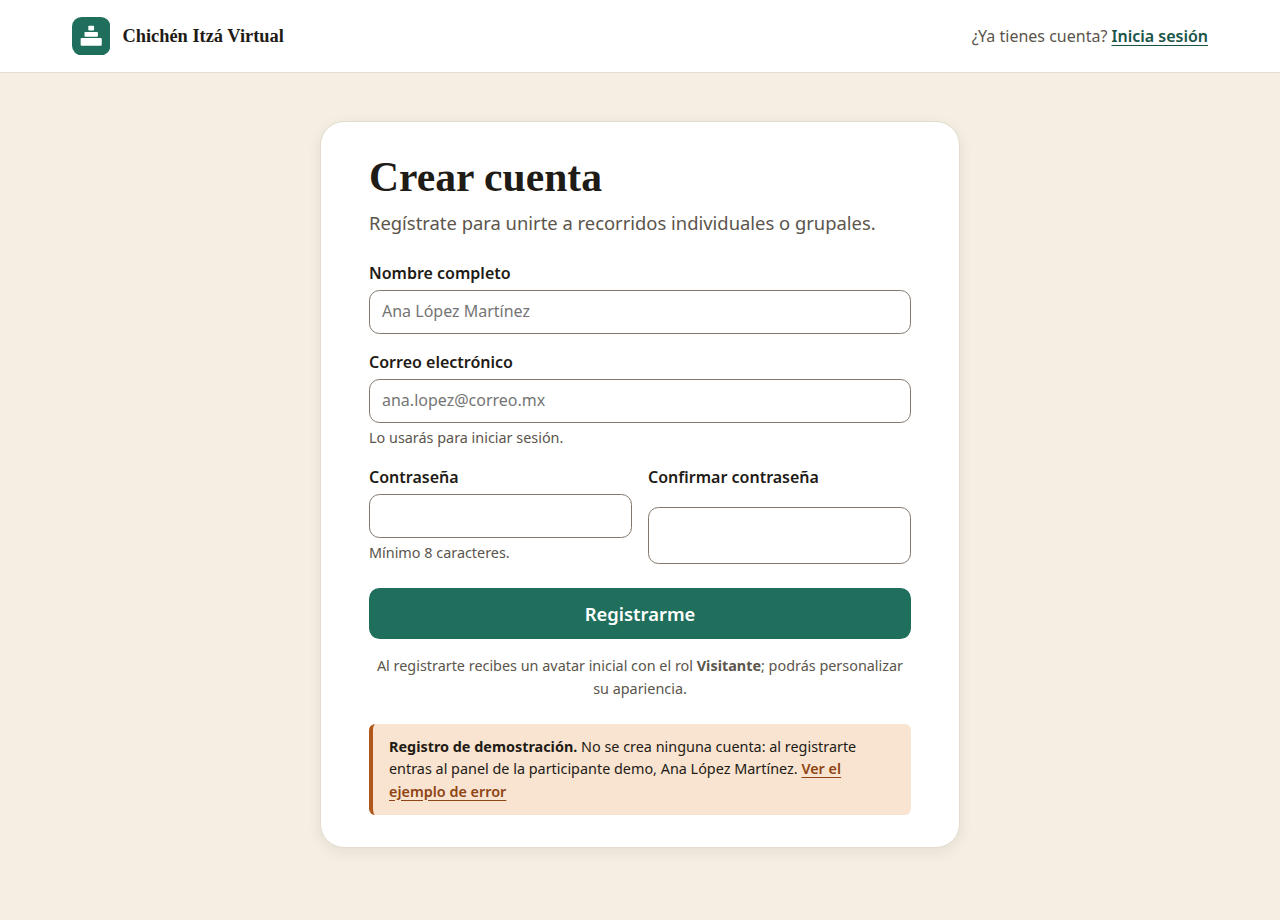 Chichén Itzá Virtual
¿Ya tienes cuenta? Inicia sesión
Crear cuenta
Regístrate para unirte a recorridos individuales o grupales.
Nombre completo
Ana López Martínez
Correo electrónico
ana.lopez@correo.mx
Lo usarás para iniciar sesión.
Contraseña
Confirmar contraseña
Mínimo 8 caracteres.
Registrarme
Al registrarte recibes un avatar inicial con el rol Visitante; podrás personalizar
su apariencia.
Registro de demostración. No se crea ninguna cuenta: al registrarte
entras al panel de la participante demo, Ana López Martínez. Ver el
ejemplo de error